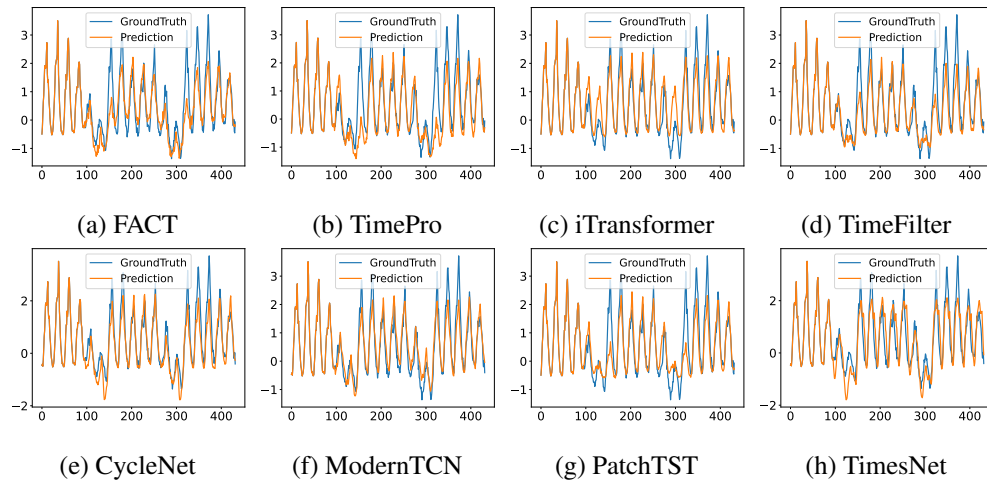 GroundTruth
Prediction
3
2
1
0
−1
0 100 200 300 400
(a) FACT
GroundTruth
Prediction
3
2
1
0
−1
0 100 200 300 400
(b) TimePro
GroundTruth
Prediction
3
2
1
0
−1
0 100 200 300 400
(c) iTransformer
GroundTruth
Prediction
3
2
1
0
−1
0 100 200 300 400
(d) TimeFilter
GroundTruth
Prediction
2
0
−2
0 100 200 300 400
(e) CycleNet
GroundTruth
Prediction
3
2
1
0
−1
0 100 200 300 400
(f) ModernTCN
GroundTruth
Prediction
3
2
1
0
−1
0 100 200 300 400
(g) PatchTST
GroundTruth
Prediction
2
0
−2
0 100 200 300 400
(h) TimesNet